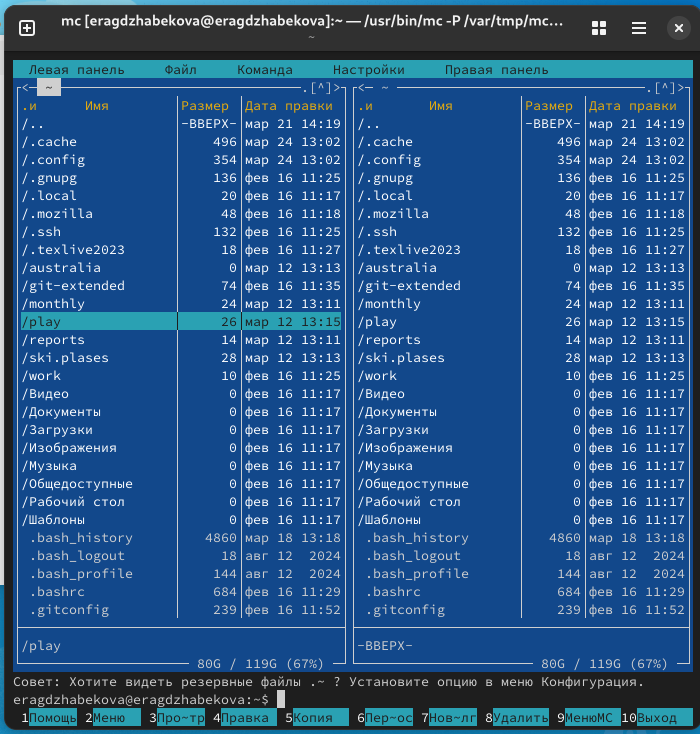 mc [eragdzhabekova@eragdzhabekova]:~ — /usr/bin/mc -P /var/tmp/mc…
~
Левая панель Файл Команда Настройки Правая панель
<─ ~ .[^]> <─ ~ .[^]>
.и Имя Размер Дата правки .и Имя Размер Дата правки
/.. -ВВЕРХ- мар 21 14:19 /.. -ВВЕРХ- мар 21 14:19
/.cache 496 мар 24 13:02 /.cache 496 мар 24 13:02
/.config 354 мар 24 13:02 /.config 354 мар 24 13:02
/.gnupg 136 фев 16 11:25 /.gnupg 136 фев 16 11:25
/.local 20 фев 16 11:17 /.local 20 фев 16 11:17
/.mozilla 48 фев 16 11:18 /.mozilla 48 фев 16 11:18
/.ssh 132 фев 16 11:25 /.ssh 132 фев 16 11:25
/.texlive2023 18 фев 16 11:27 /.texlive2023 18 фев 16 11:27
/australia 0 мар 12 13:13 /australia 0 мар 12 13:13
/git-extended 74 фев 16 11:35 /git-extended 74 фев 16 11:35
/monthly 24 мар 12 13:11 /monthly 24 мар 12 13:11
/play 26 мар 12 13:15 /play 26 мар 12 13:15
/reports 14 мар 12 13:11 /reports 14 мар 12 13:11
/ski.plases 28 мар 12 13:13 /ski.plases 28 мар 12 13:13
/work 10 фев 16 11:25 /work 10 фев 16 11:25
/Видео 0 фев 16 11:17 /Видео 0 фев 16 11:17
/Документы 0 фев 16 11:17 /Документы 0 фев 16 11:17
/Загрузки 0 фев 16 11:17 /Загрузки 0 фев 16 11:17
/Изображения 0 фев 16 11:17 /Изображения 0 фев 16 11:17
/Музыка 0 фев 16 11:17 /Музыка 0 фев 16 11:17
/Общедоступные 0 фев 16 11:17 /Общедоступные 0 фев 16 11:17
/Рабочий стол 0 фев 16 11:17 /Рабочий стол 0 фев 16 11:17
/Шаблоны 0 фев 16 11:17 /Шаблоны 0 фев 16 11:17
.bash_history 4860 мар 18 13:18 .bash_history 4860 мар 18 13:18
.bash_logout 18 авг 12 2024 .bash_logout 18 авг 12 2024
.bash_profile 144 авг 12 2024 .bash_profile 144 авг 12 2024
.bashrc 684 фев 16 11:29 .bashrc 684 фев 16 11:29
.gitconfig 239 фев 16 11:52 .gitconfig 239 фев 16 11:52
/play -ВВЕРХ-
80G / 119G (67%) 80G / 119G (67%)
Совет: Хотите видеть резервные файлы .~ ? Установите опцию в меню Конфигурация.
eragdzhabekova@eragdzhabekova:~$
1Помощь 2Меню 3Про~тр 4Правка 5Копия 6Пер~ос 7Нов~лг 8Удалить 9МенюМС 10Выход